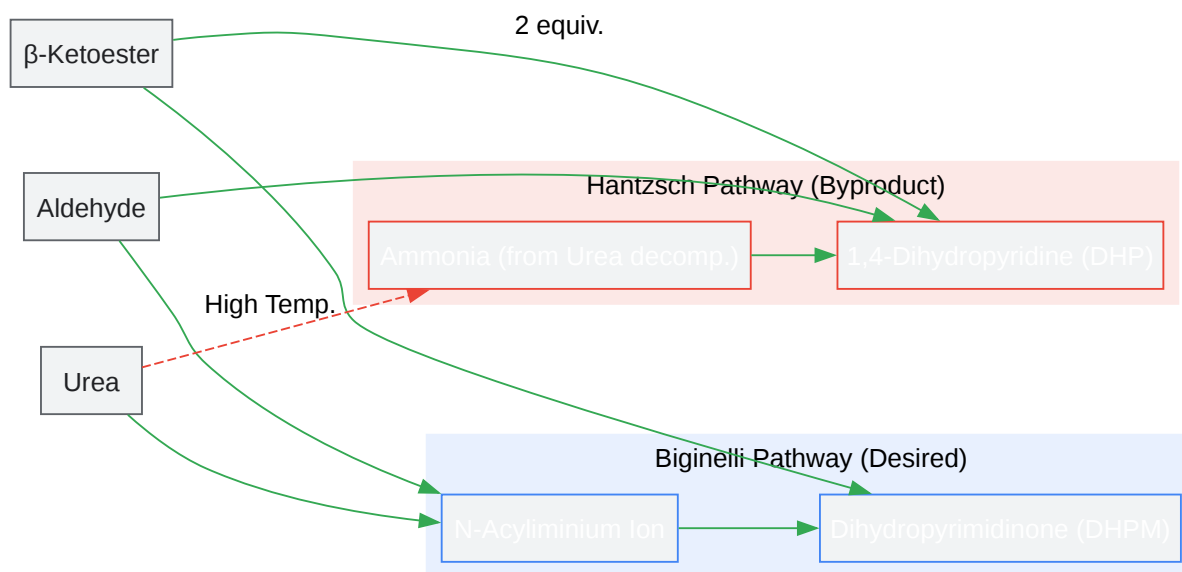 2 equiv.
β-Ketoester
Hantzsch Pathway (Byproduct)
Aldehyde
Ammonia (from Urea decomp.)
1,4-Dihydropyridine (DHP)
High Temp.
Urea
Biginelli Pathway (Desired)
N-Acyliminium Ion
Dihydropyrimidinone (DHPM)